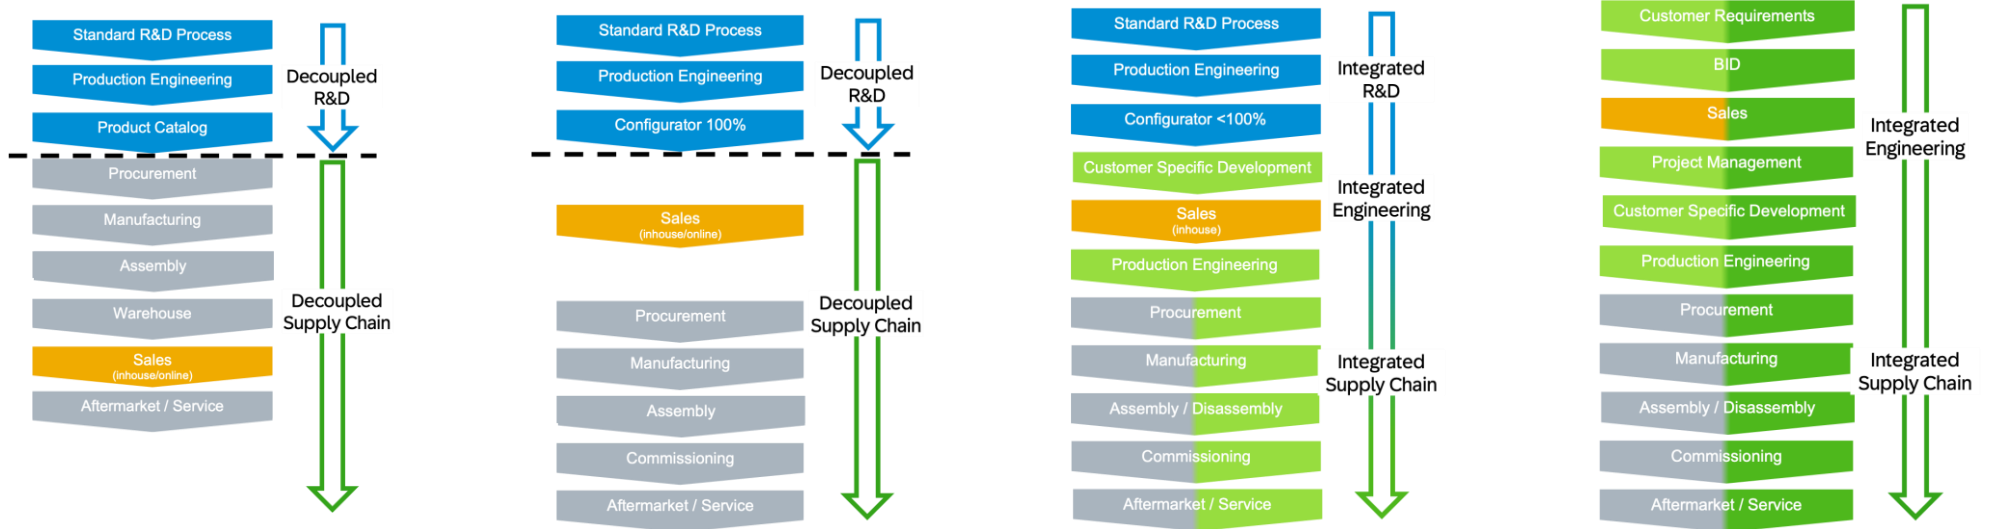 Standard R&D Process
Production Engineering
Product Catalog
Procurement
Manufacturing
Assembly
Warehouse
Sales
(inhouse/online)
Aftermarket / Service
Decoupled
R&D
Decoupled
Supply Chain
Standard R&D Process
Production Engineering
Configurator 100%
Sales
(inhouse/online)
Procurement
Manufacturing
Assembly
Commissioning
Aftermarket / Service
Decoupled
R&D
Decoupled
Supply Chain
Standard R&D Process
Production Engineering
Configurator <100%
Customer Specific Development
Sales
(inhouse)
Production Engineering
Procurement
Manufacturing
Assembly / Disassembly
Commissioning
Aftermarket / Service
Integrated
R&D
Integrated
Engineering
Integrated
Supply Chain
Customer Requirements
BID
Sales
Project Management
Customer Specific Development
Production Engineering
Procurement
Manufacturing
Assembly / Disassembly
Commissioning
Aftermarket / Service
Integrated
Engineering
Integrated
Supply Chain